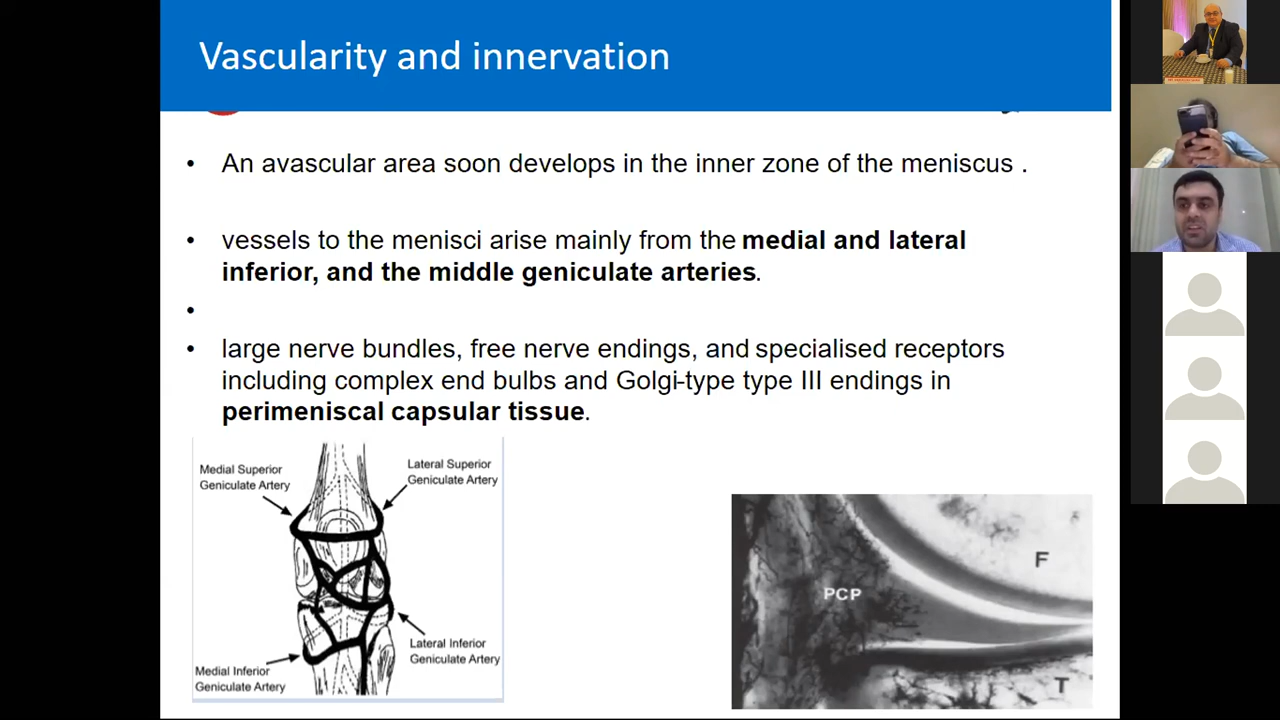 Vascularity and innervation
• An avascular area soon develops in the inner zone of the meniscus .
• vessels to the menisci arise mainly from the medial and lateral
inferior, and the middle geniculate arteries.
•
• large nerve bundles, free nerve endings, and specialised receptors
including complex end bulbs and Golgi-type type III endings in
perimeniscal capsular tissue.
Medial Superior
Geniculate Artery
Lateral Superior
Geniculate Artery
Lateral Inferior
Geniculate Artery
Medial Inferior
Geniculate Artery
F
PCP
T